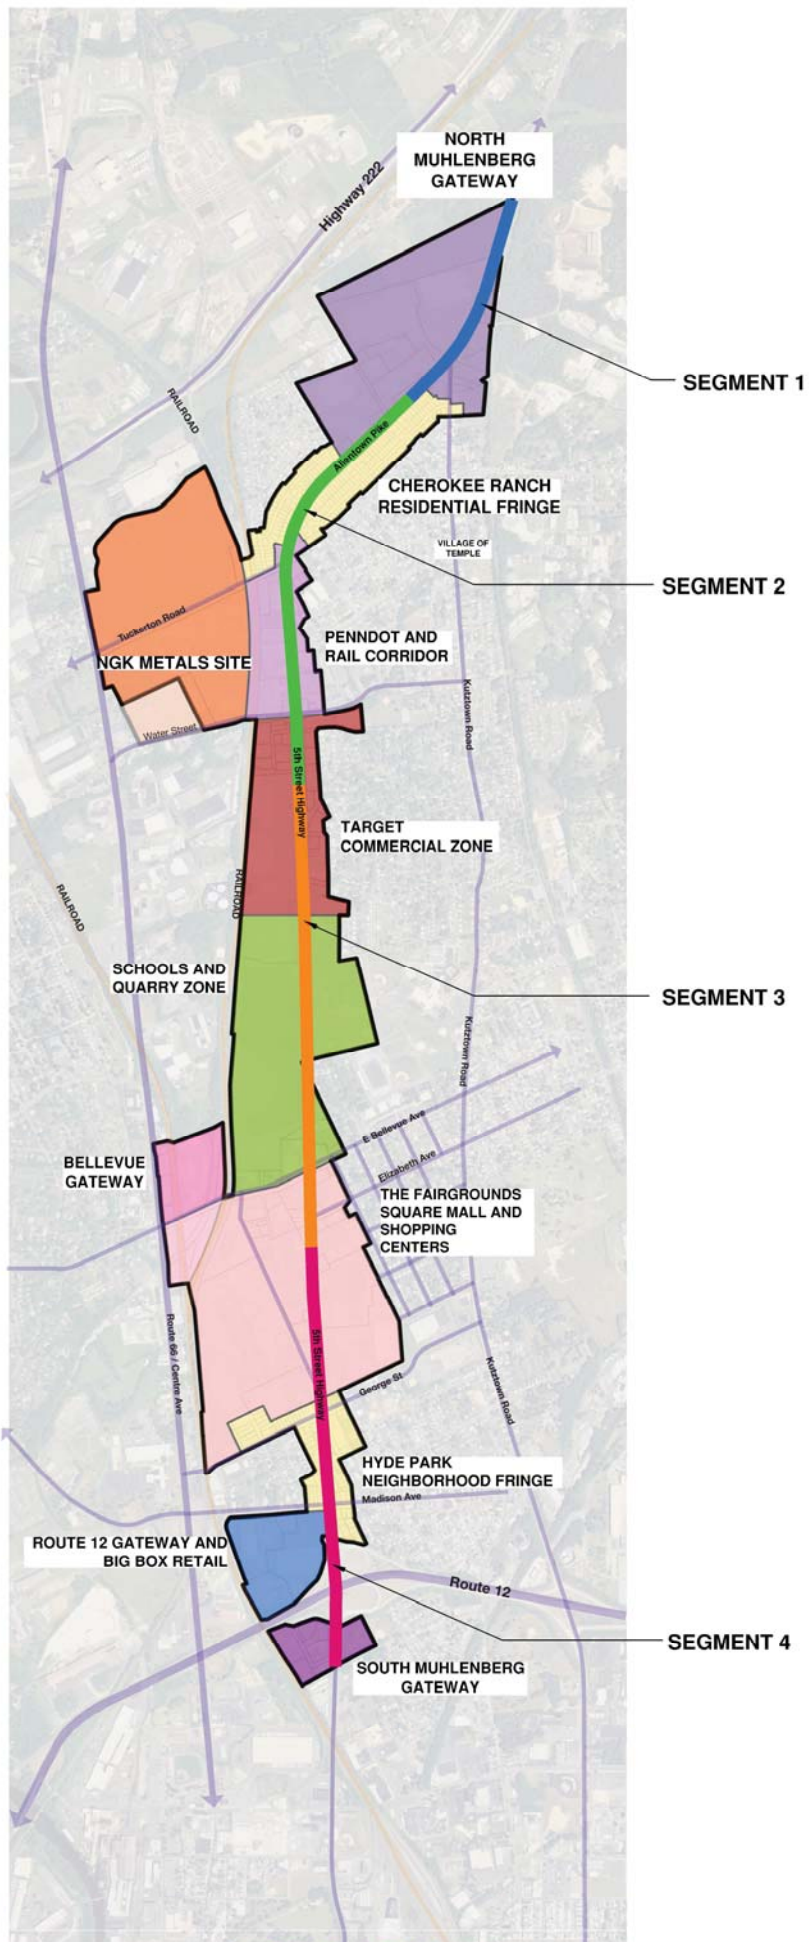 NORTH
MUHLENBERG
GATEWAY
Highway 222
SEGMENT 1
RAILROAD
Allentown Pike
CHEROKEE RANCH
RESIDENTIAL FRINGE
VILLAGE OF
TEMPLE
SEGMENT 2
Tuckerton Road
PENNDOT AND
RAIL CORRIDOR
NGK METALS SITE
Kutztown Road
Water Street
5th Street Highway
TARGET
COMMERCIAL ZONE
RAILROAD
RAILROAD
SCHOOLS AND
QUARRY ZONE
SEGMENT 3
Kutztown Road
E Bellevue Ave
BELLEVUE
GATEWAY
Elizabeth Ave
THE FAIRGROUNDS
SQUARE MALL AND
SHOPPING
CENTERS
Route 66 / Centre Ave
5th Street Highway
George St
Kutztown Road
HYDE PARK
NEIGHBORHOOD FRINGE
Madison Ave
ROUTE 12 GATEWAY AND
BIG BOX RETAIL
Route 12
SEGMENT 4
SOUTH MUHLENBERG
GATEWAY